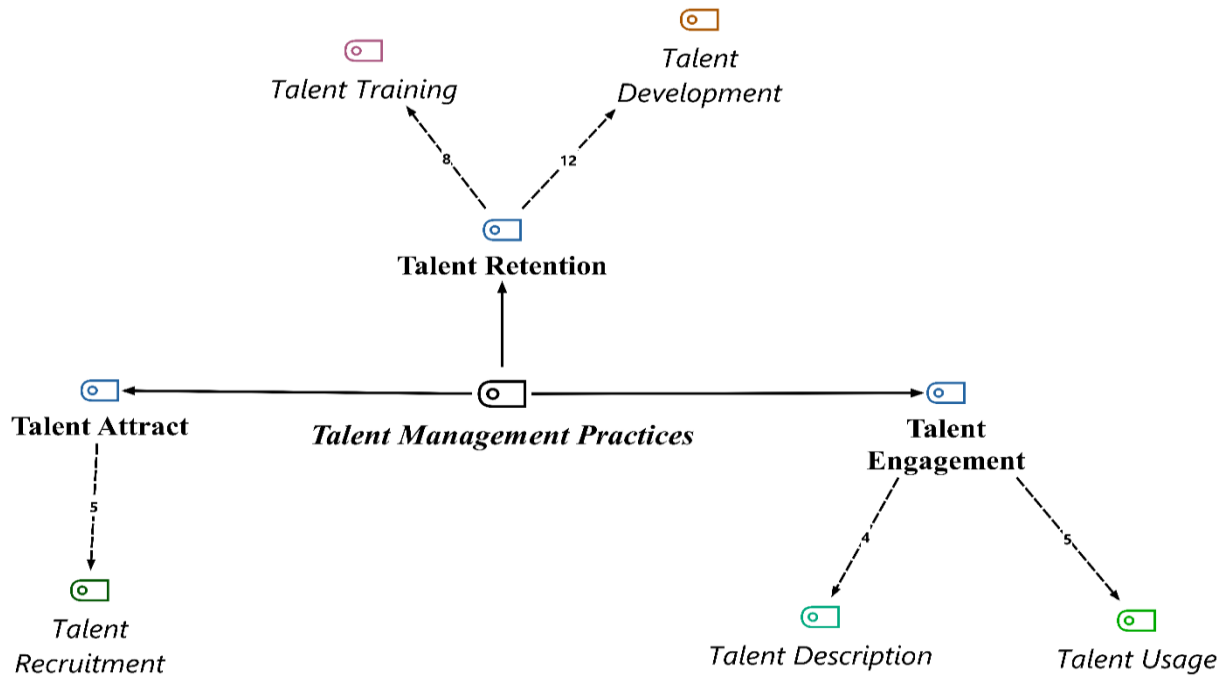 Talent
Development
Talent Training
8
12
Talent Retention
Talent Attract
Talent Management Practices
Talent
Engagement
5
4
5
Talent
Recruitment
Talent Description
Talent Usage